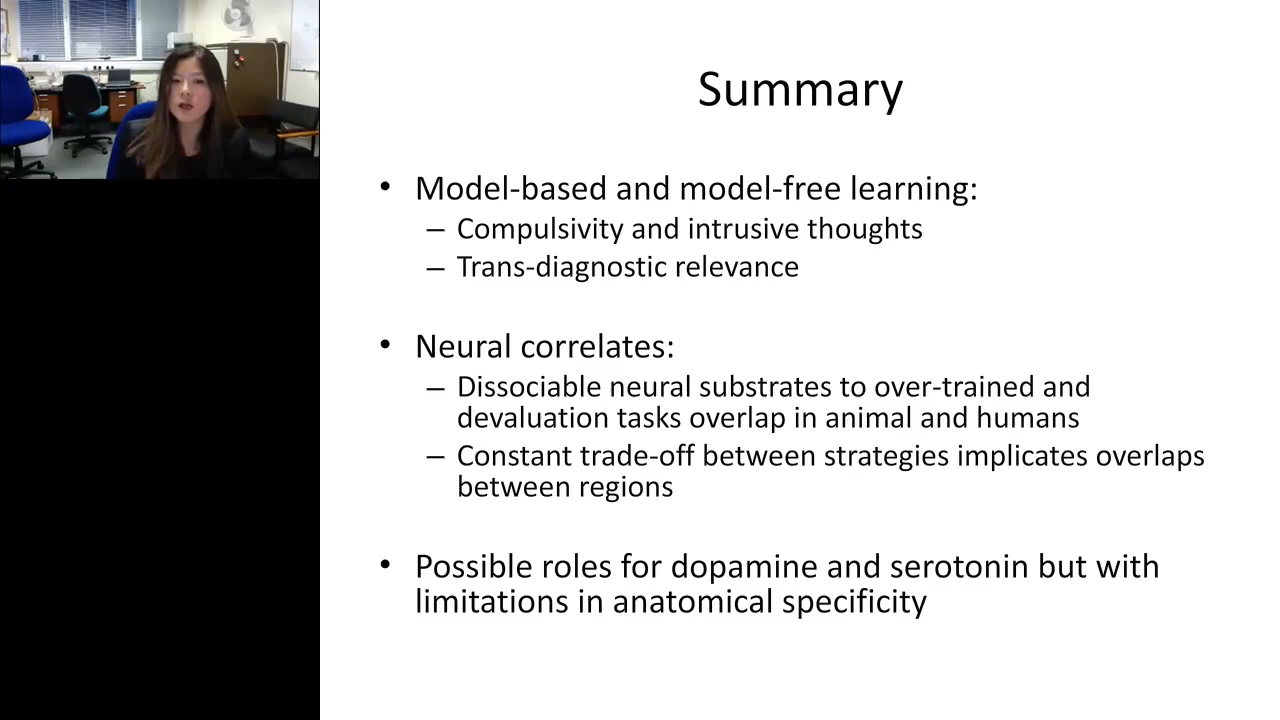 Summary
• Model-based and model-free learning:
– Compulsivity and intrusive thoughts
– Trans-diagnostic relevance
• Neural correlates:
– Dissociable neural substrates to over-trained and
devaluation tasks overlap in animal and humans
– Constant trade-off between strategies implicates overlaps
between regions
• Possible roles for dopamine and serotonin but with
limitations in anatomical specificity